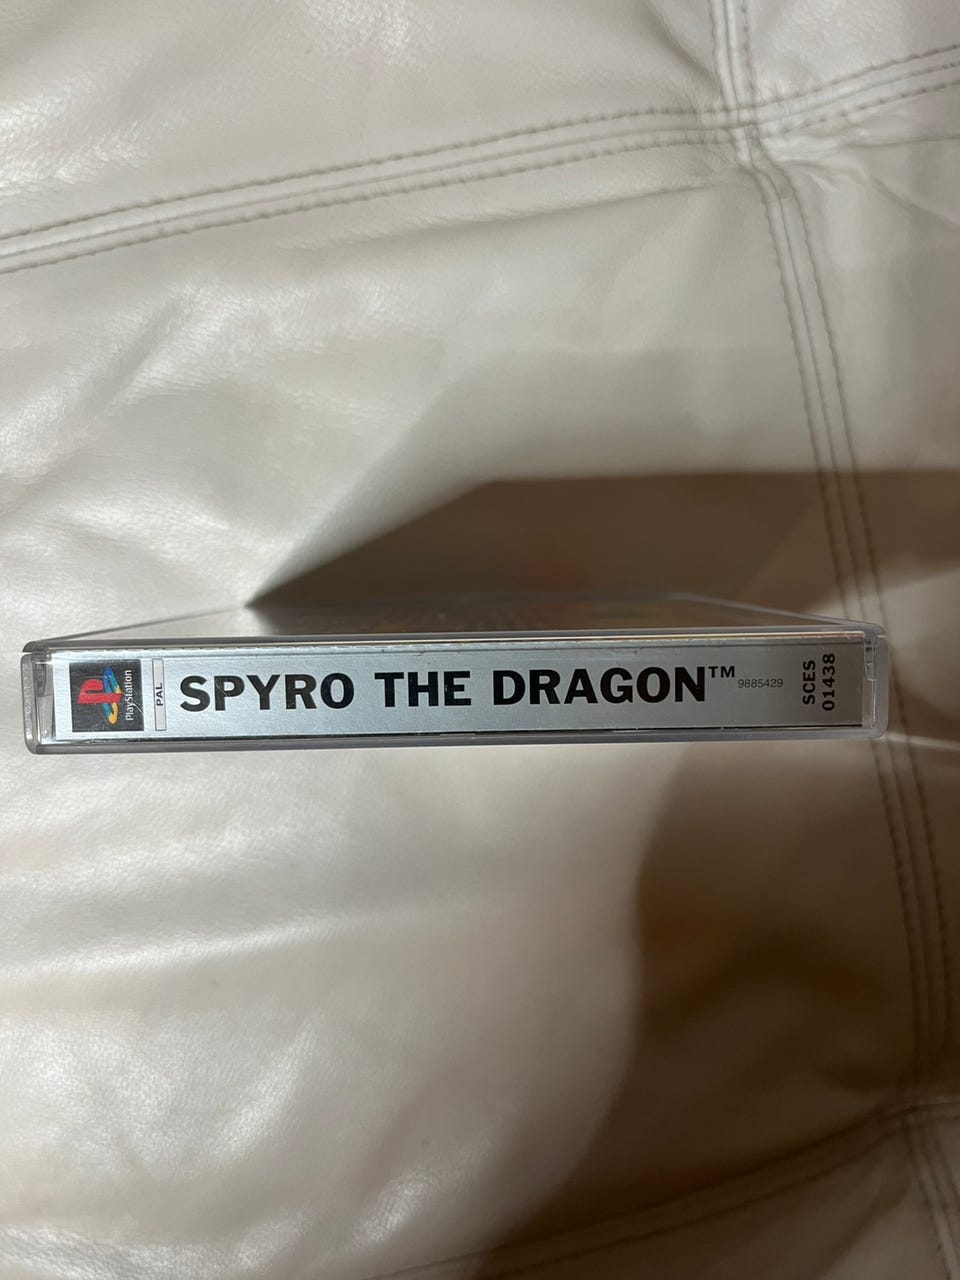 PlayStation
PAL
SPYRO THE DRAGON™
9885429
SCES
01438